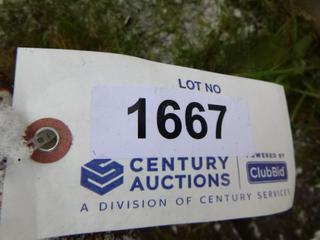 LOT NO
1667
CENTURY AUCTIONS
POWERED BY
ClubBid
A DIVISION OF CENTURY SERVICES